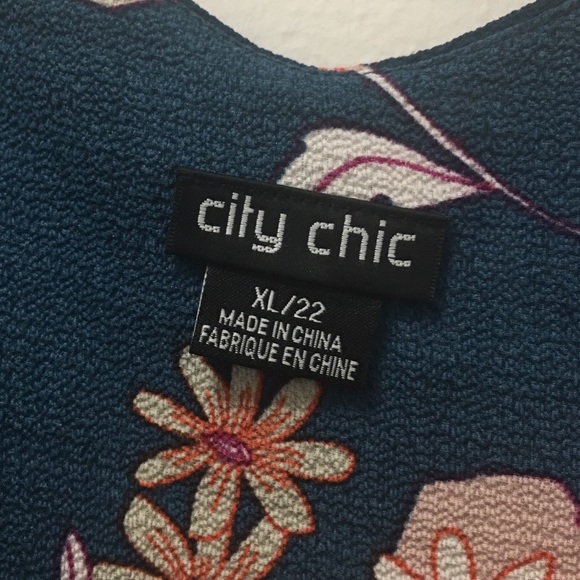 city chic
XL/22
MADE IN CHINA
FABRIQUE EN CHINE